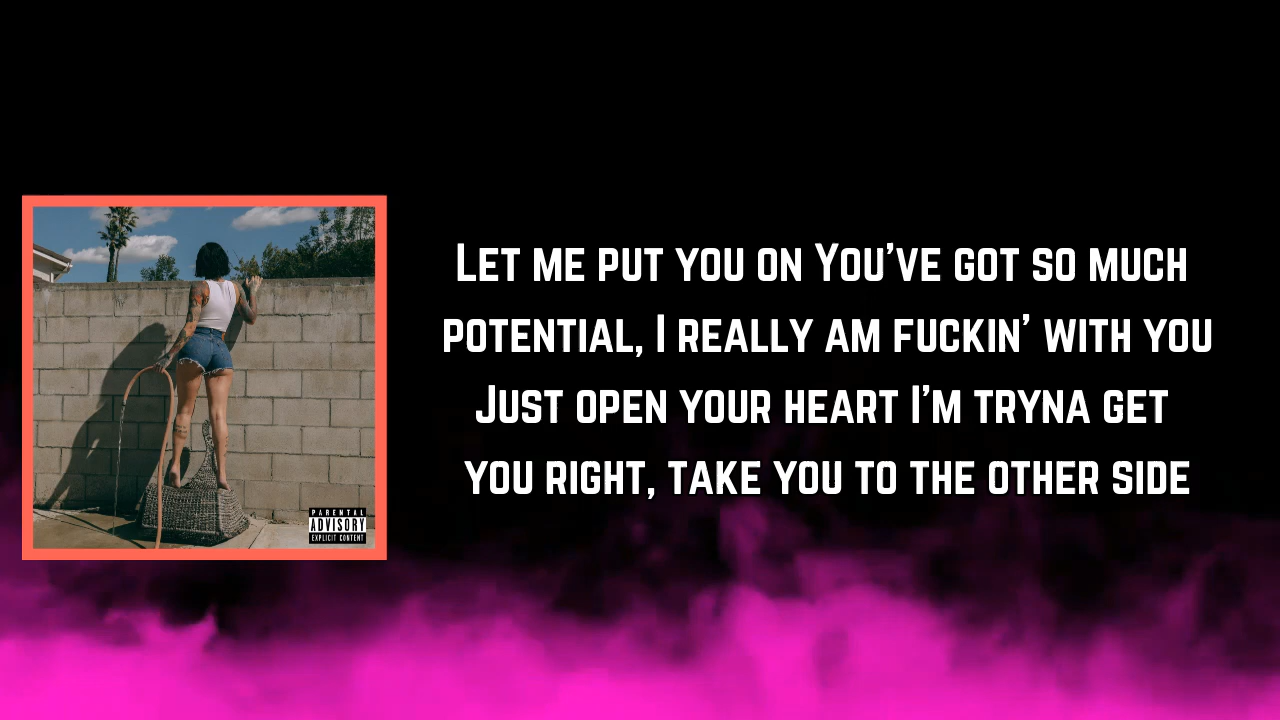 Let me put you on You've got so much
potential, I really am fuckin' with you
Just open your heart I'm tryna get
you right, take you to the other side
PARENTAL
ADVISORY
EXPLICIT CONTENT